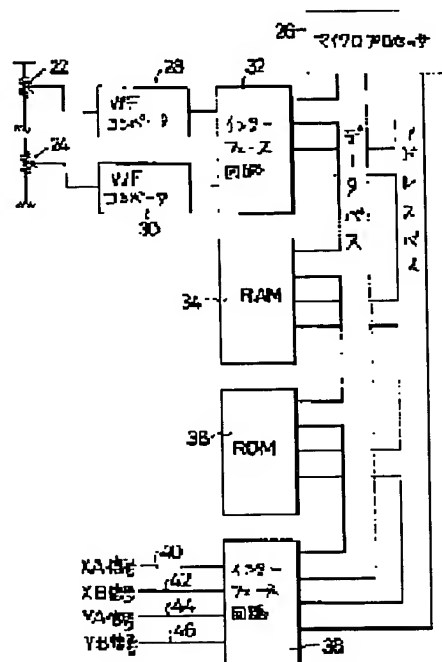 26
マイクロプロセッサ
22
28
32
V/F
コンバータ
インター
フェース
回路
24
V/F
コンバータ
30
データバス
アドレスバス
34
RAM
ROM
XA信号
40
XB信号
42
YA信号
44
YB信号
46
インター
フェース
回路
38